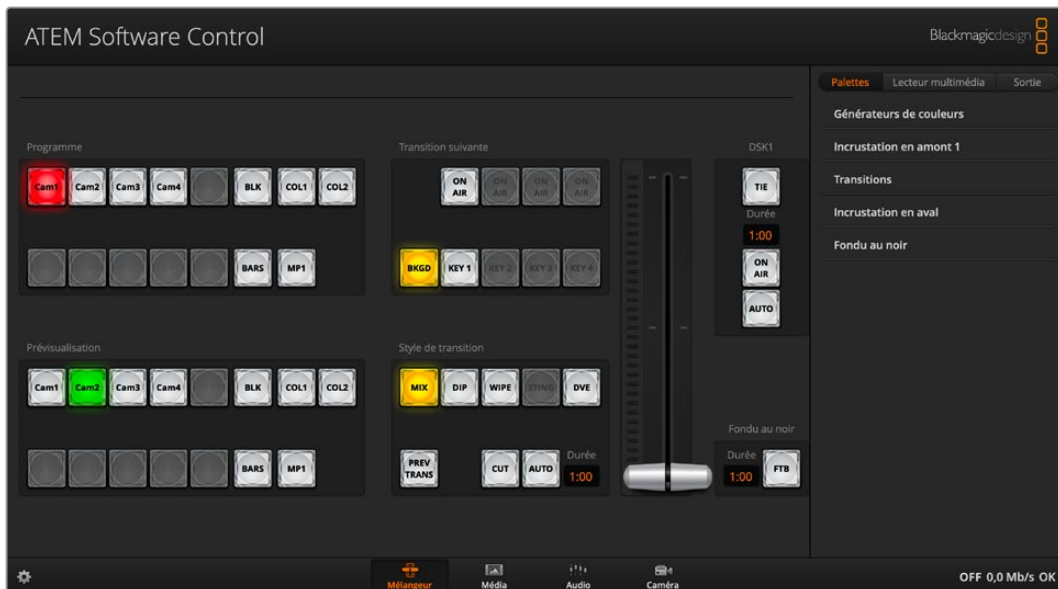 ATEM Software Control
Blackmagicdesign
Palettes Lecteur multimédia Sortie
Générateurs de couleurs
Incrustation en amont 1
Transitions
Incrustation en aval
Fondu au noir
Programme
Cam1 Cam2 Cam3 Cam4 BLK COL1 COL2
BARS MP1
Transition suivante
ON AIR ON AIR ON AIR ON AIR
BKGD KEY 1 KEY 2 KEY 3 KEY 4
DSK1
TIE
Durée
1:00
ON AIR
AUTO
Prévisualisation
Cam1 Cam2 Cam3 Cam4 BLK COL1 COL2
BARS MP1
Style de transition
MIX DIP WIPE STING DVE
PREV TRANS CUT AUTO
Durée
1:00
Fondu au noir
Durée
1:00
FTB
Mélangeur Média Audio Caméra
OFF 0,0 Mb/s OK